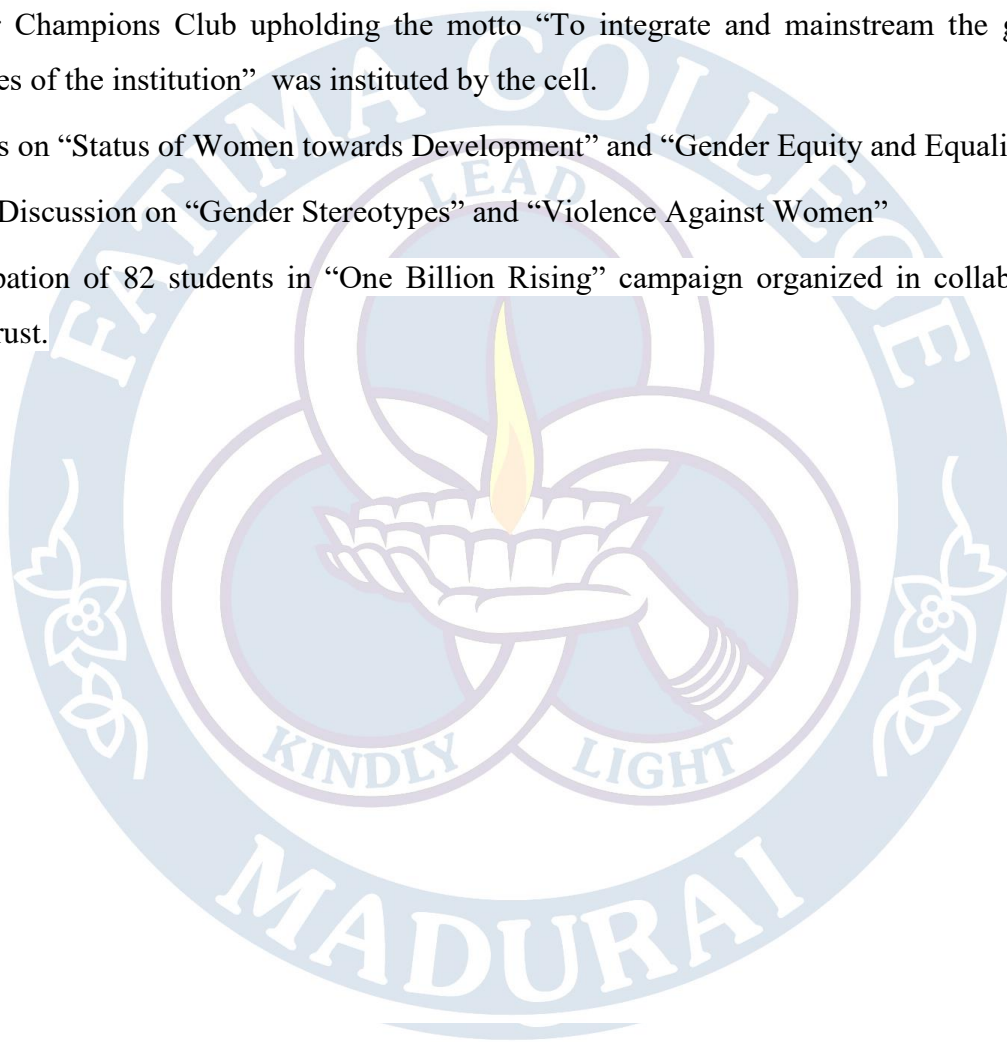 r Champions Club upholding the motto “To integrate and mainstream the g
es of the institution” was instituted by the cell.
s on “Status of Women towards Development” and “Gender Equity and Equali
Discussion on “Gender Stereotypes” and “Violence Against Women”
pation of 82 students in “One Billion Rising” campaign organized in collab
rust.
FATIMA COLLEGE
LEAD
KINDLY
LIGHT
MADURAI